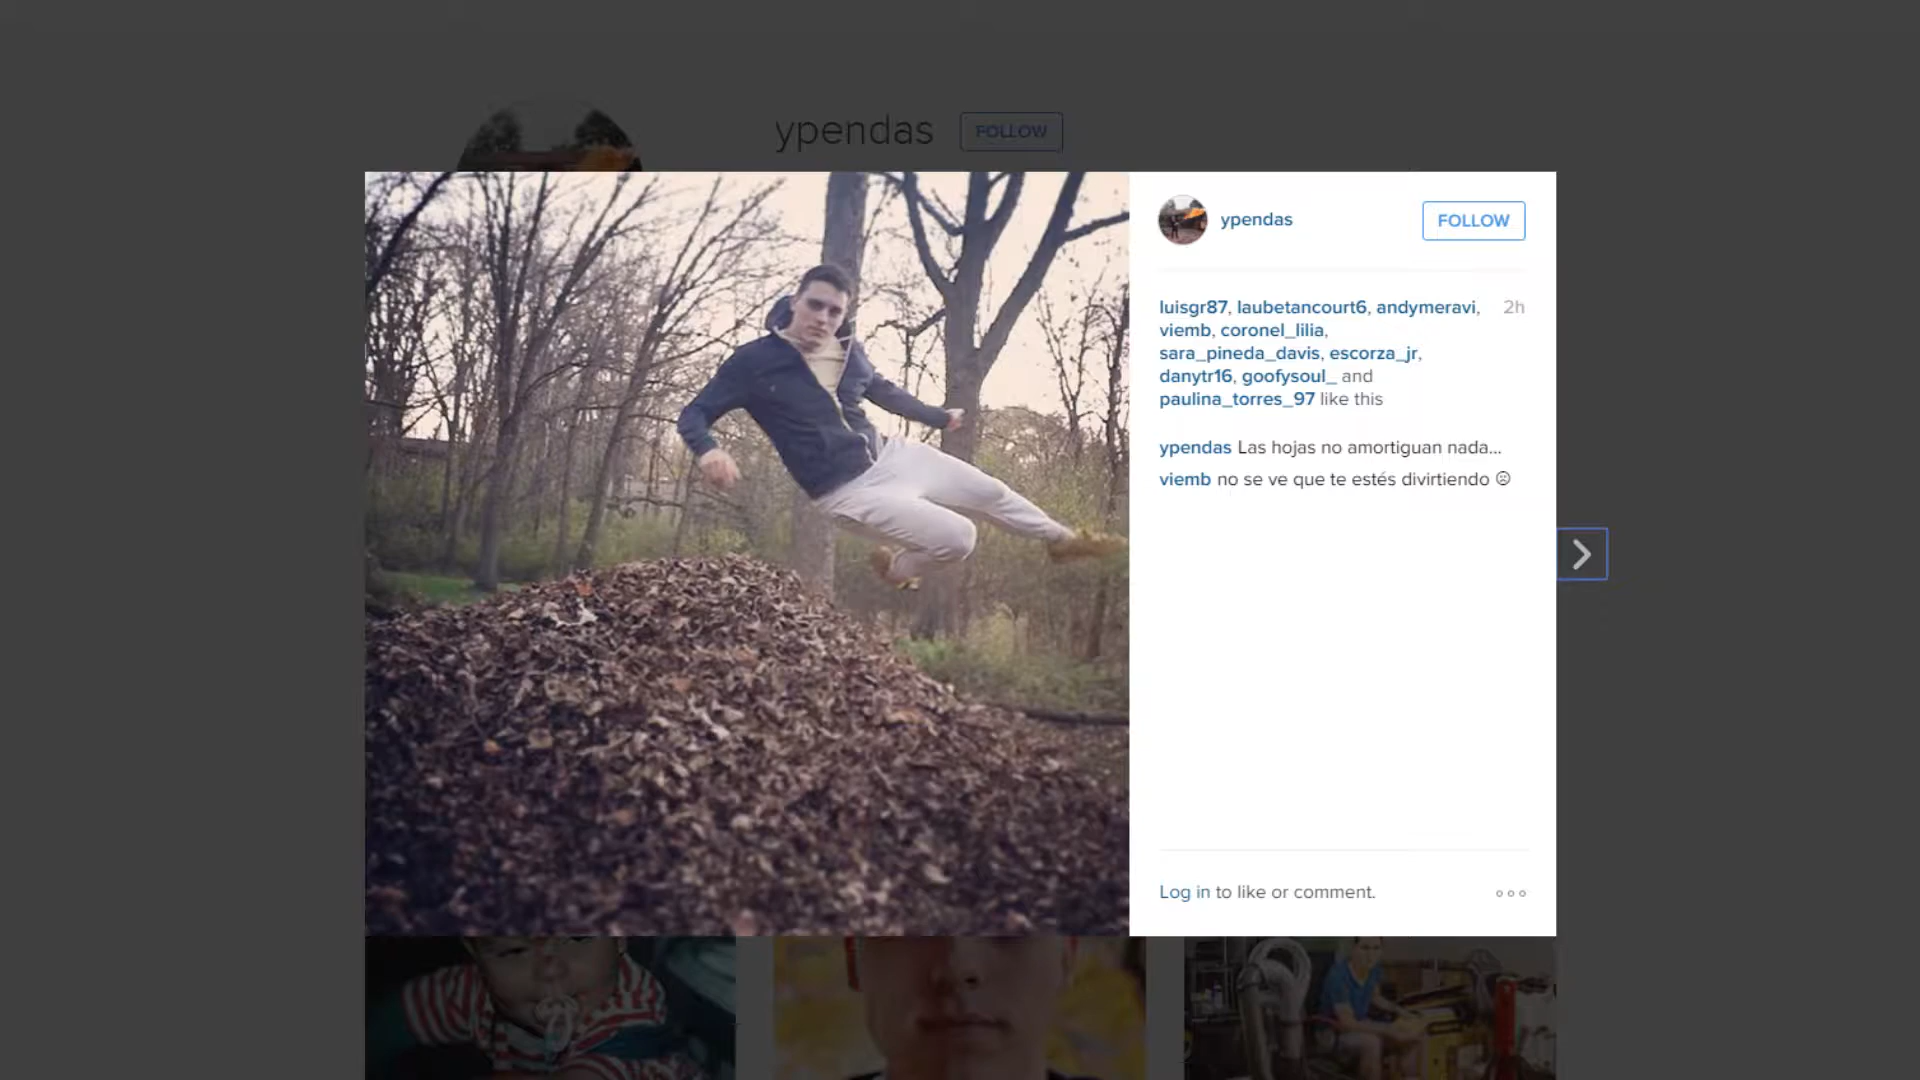 ypendas FOLLOW
ypendas FOLLOW
luisgr87, laubetancourt6, andymeravi, 2h
viemb, coronel_lilia,
sara_pineda_davis, escorza_jr,
danytr16, goofysoul_ and
paulina_torres_97 like this
ypendas Las hojas no amortiguan nada...
viemb no se ve que te estés divirtiendo ☹
Log in to like or comment.